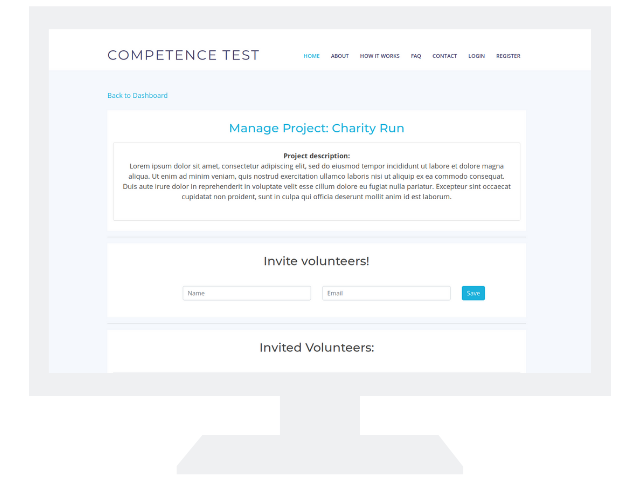 COMPETENCE TEST
HOME ABOUT HOW IT WORKS FAQ CONTACT LOGIN REGISTER
Back to Dashboard
Manage Project: Charity Run
Project description:
Lorem ipsum dolor sit amet, consectetur adipiscing elit, sed do eiusmod tempor incididunt ut labore et dolore magna
aliqua. Ut enim ad minim veniam, quis nostrud exercitation ullamco laboris nisi ut aliquip ex ea commodo consequat.
Duis aute irure dolor in reprehenderit in voluptate velit esse cillum dolore eu fugiat nulla pariatur. Excepteur sint occaecat
cupidatat non proident, sunt in culpa qui officia deserunt mollit anim id est laborum.
Invite volunteers!
Name Email Save
Invited Volunteers: